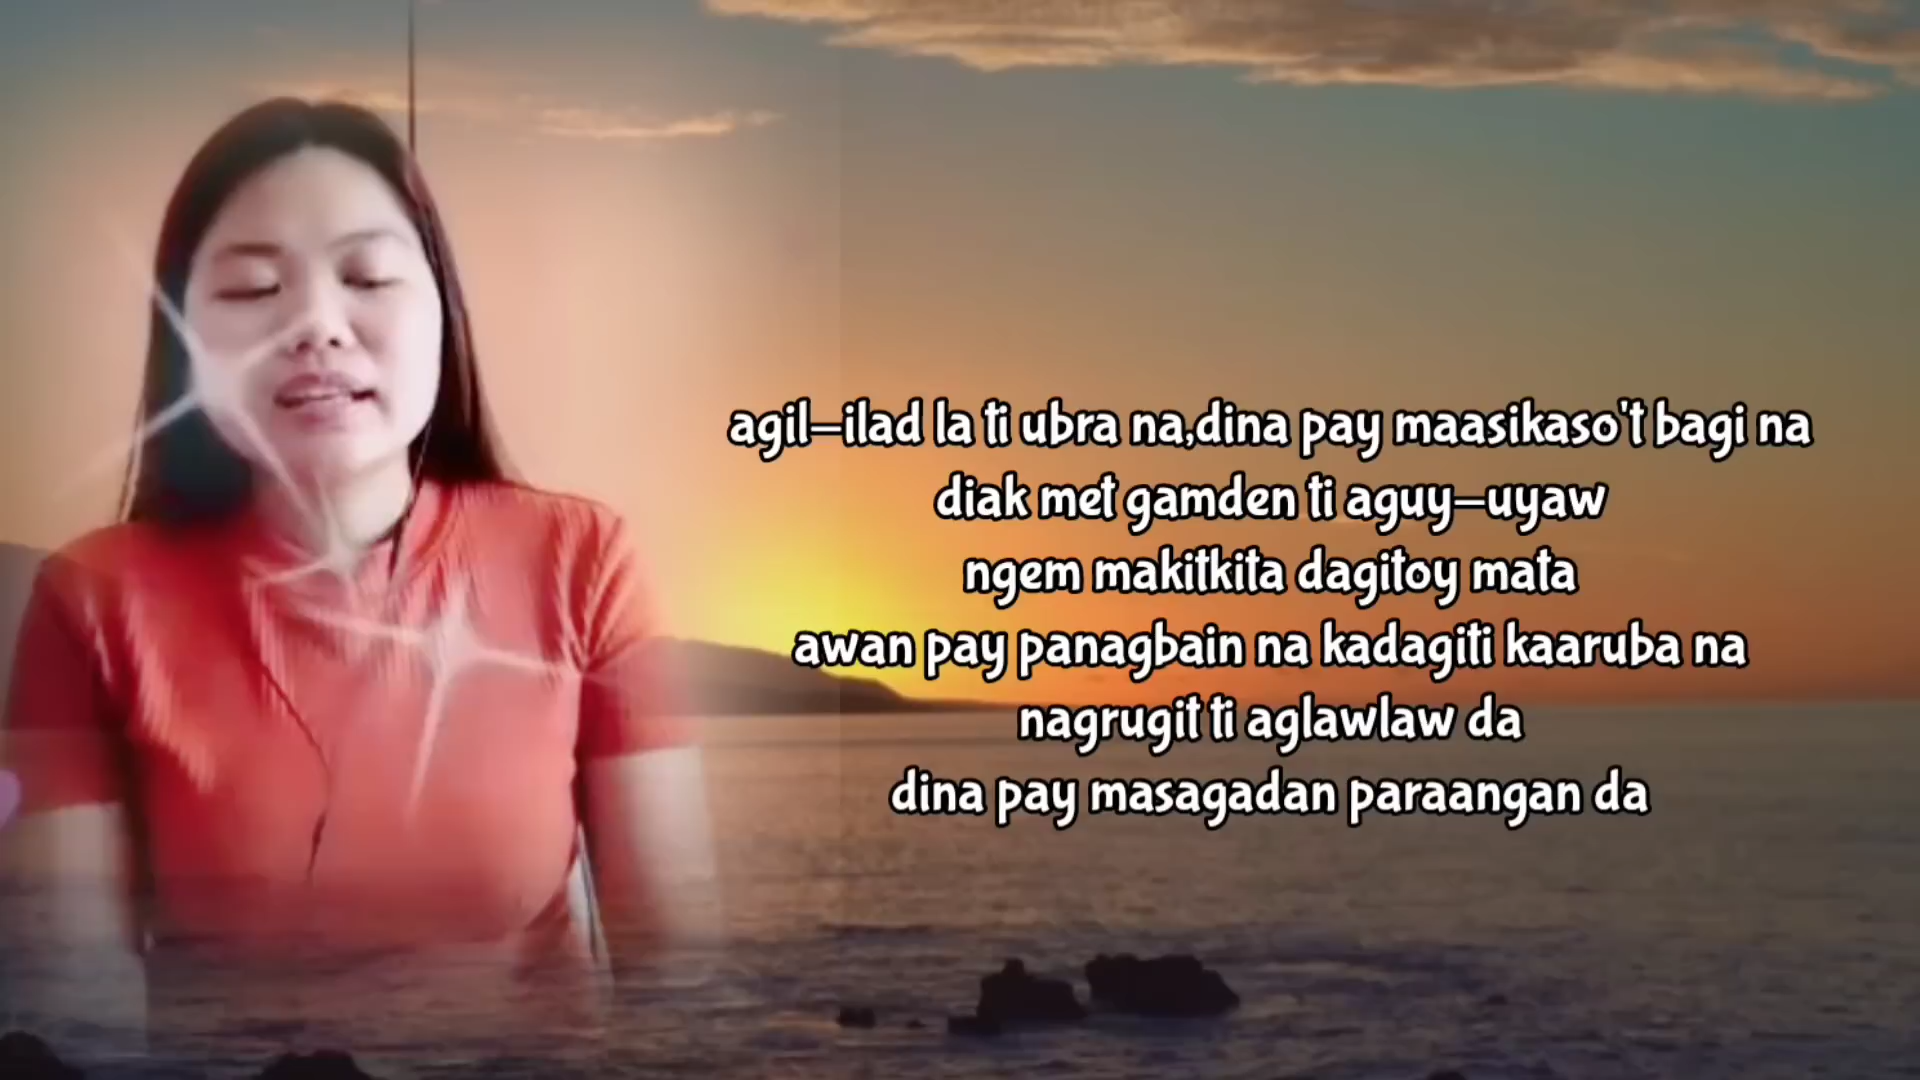 agil-ilad la ti ubra na,dina pay maasikaso't bagi na
diak met gamden ti aguy-uyaw
ngem makitkita dagitoy mata
awan pay panagbain na kadagiti kaaruba na
nagrugit ti aglawlaw da
dina pay masagadan paraangan da